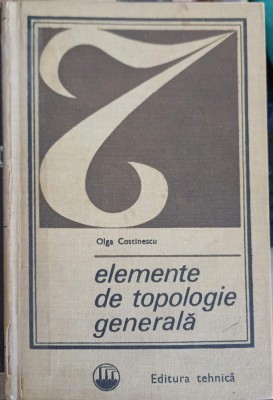 Olga Costinescu
elemente
de topologie
generală
Editura tehnică